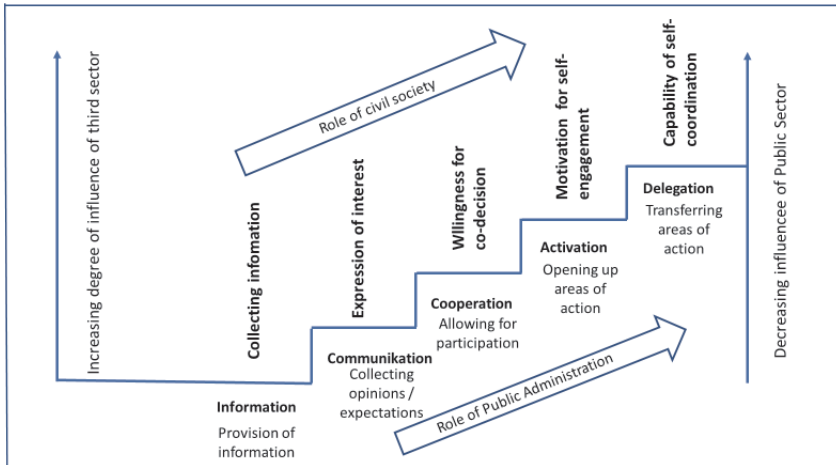 Increasing degree of influence of third sector
Role of civil society
Collecting infomation
Expression of interest
Wllingness for
co-decision
Motivation for self-
engagement
Capability of self-
coordination
Information
Provision of
information
Communikation
Collecting
opinions /
expectations
Cooperation
Allowing for
participation
Activation
Opening up
areas of
action
Delegation
Transferring
areas of
action
Role of Public Administration
Decreasing influencee of Public Sector